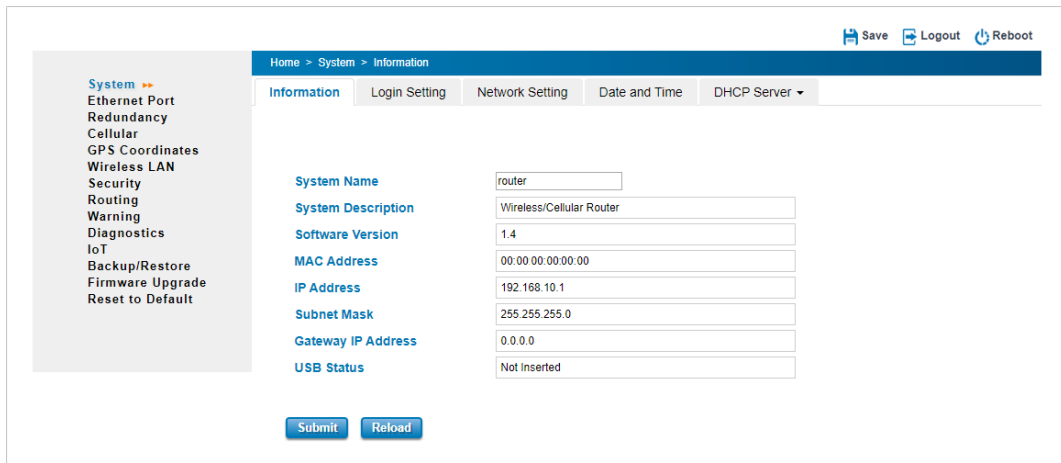 Save Logout Reboot
Home > System > Information
Information Login Setting Network Setting Date and Time DHCP Server
System
Ethernet Port
Redundancy
Cellular
GPS Coordinates
Wireless LAN
Security
Routing
Warning
Diagnostics
IoT
Backup/Restore
Firmware Upgrade
Reset to Default
System Name router
System Description Wireless/Cellular Router
Software Version 1.4
MAC Address 00:00 00:00:00:00
IP Address 192.168.10.1
Subnet Mask 255.255.255.0
Gateway IP Address 0.0.0.0
USB Status Not Inserted
Submit Reload